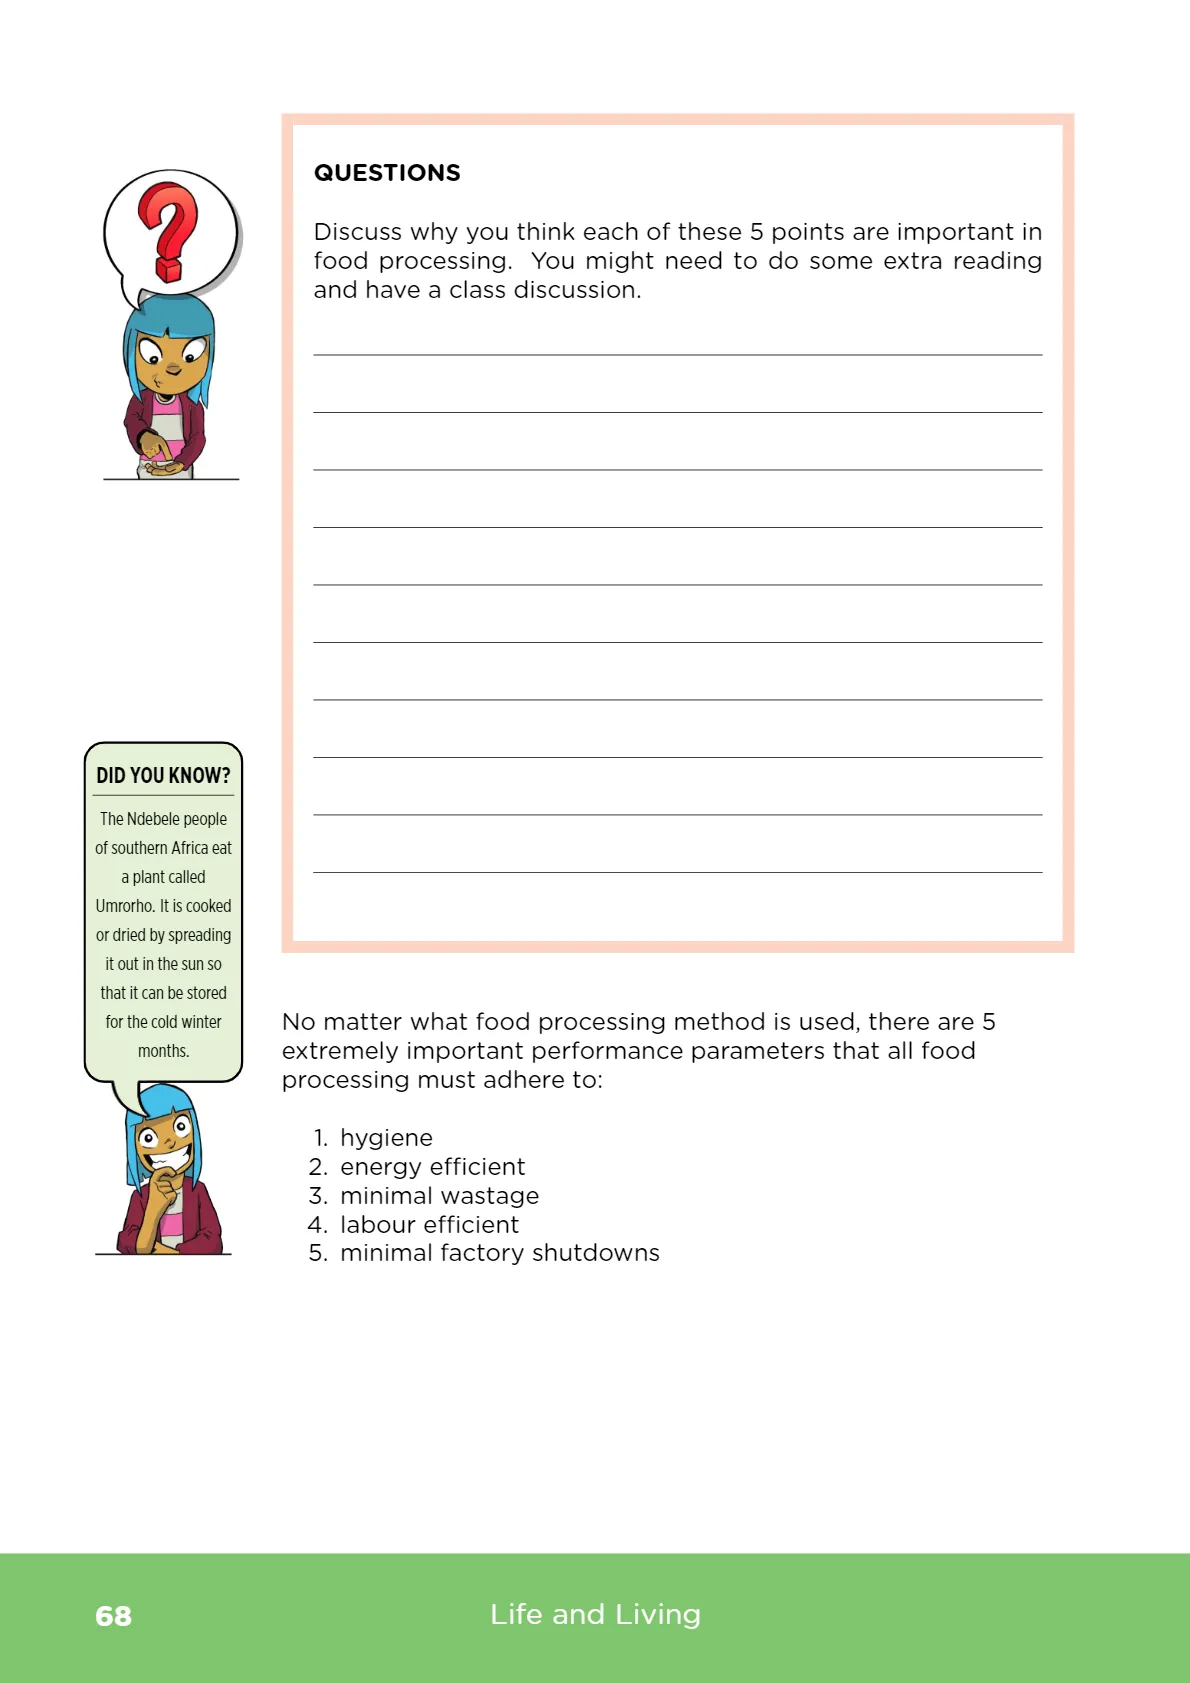 QUESTIONS
Discuss why you think each of these 5 points are important in
food processing. You might need to do some extra reading
and have a class discussion.
DID YOU KNOW?
The Ndebele people
of southern Africa eat
a plant called
Umrorho. It is cooked
or dried by spreading
it out in the sun so
that it can be stored
for the cold winter
months.
No matter what food processing method is used, there are 5
extremely important performance parameters that all food
processing must adhere to:
1. hygiene
2. energy efficient
3. minimal wastage
4. labour efficient
5. minimal factory shutdowns
68
Life and Living